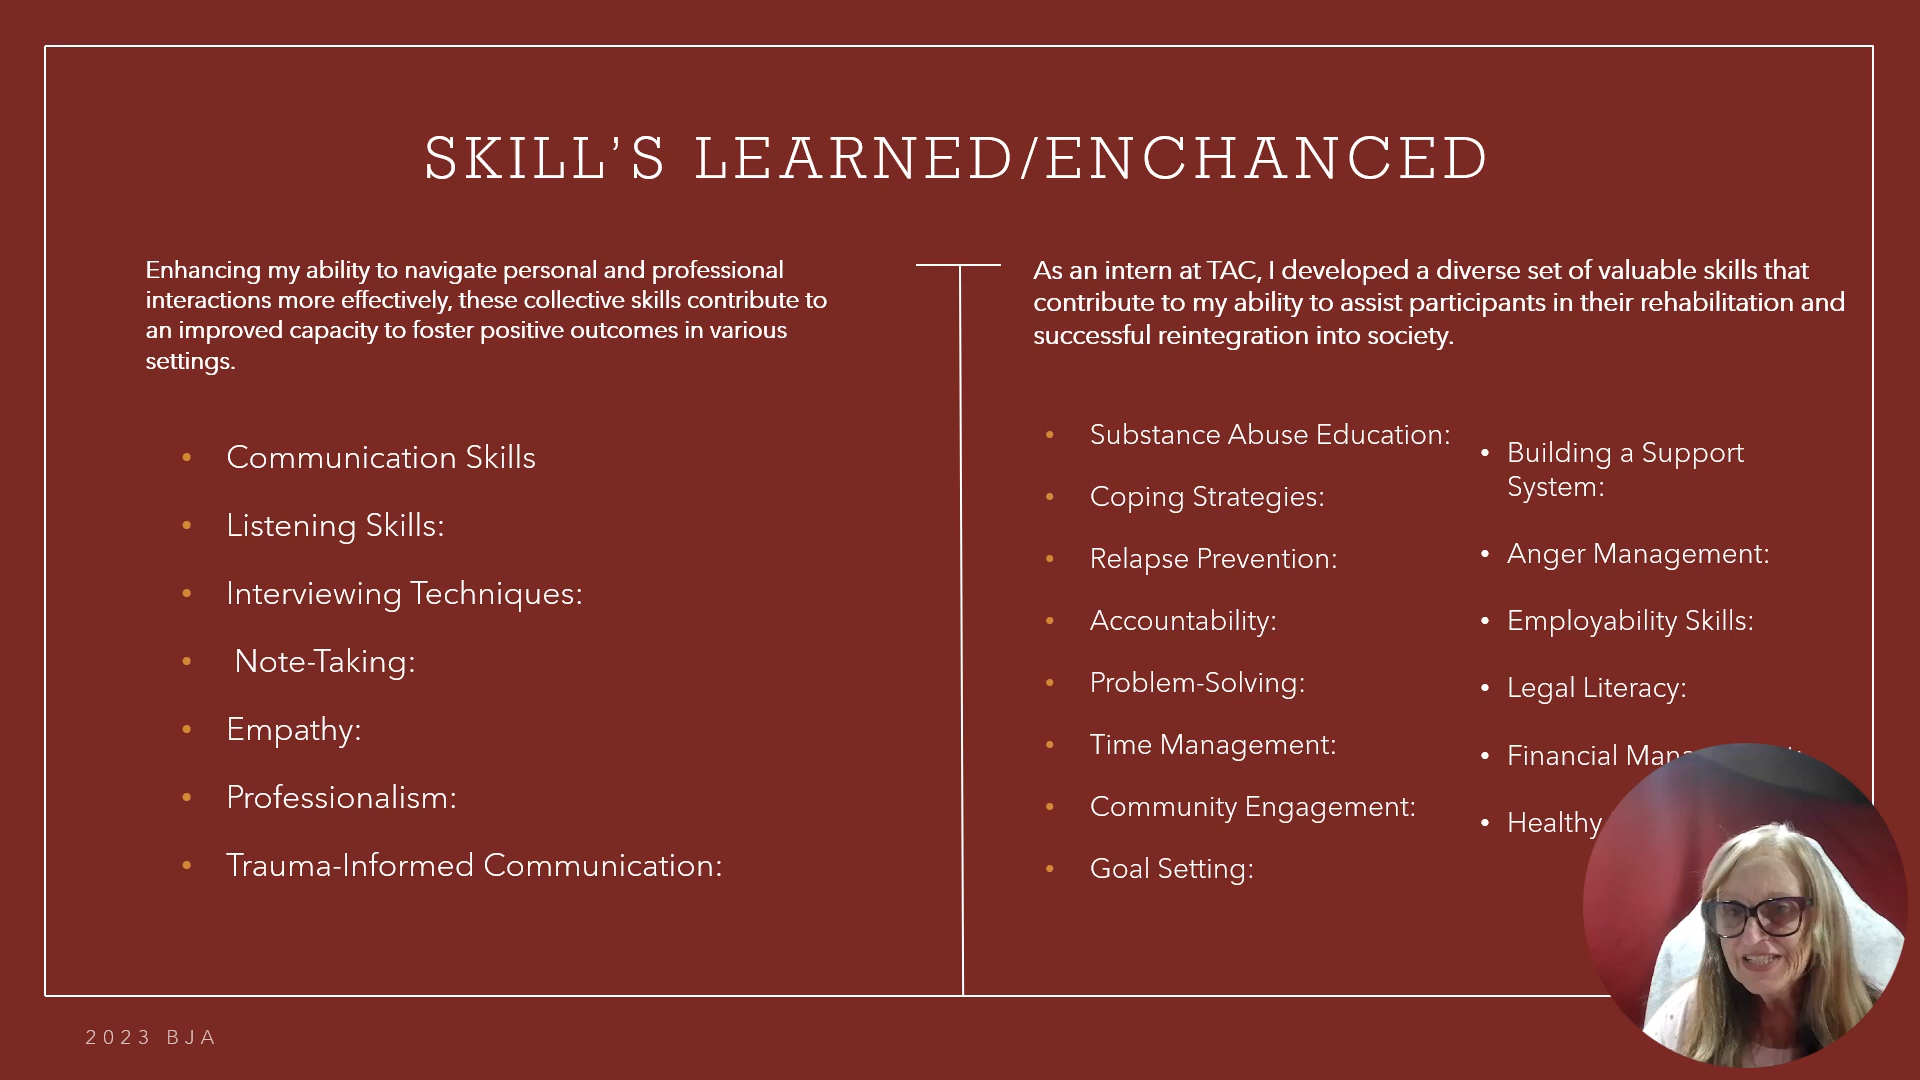 SKILL’S LEARNED/ENCHANCED
Enhancing my ability to navigate personal and professional
interactions more effectively, these collective skills contribute to
an improved capacity to foster positive outcomes in various
settings.
• Communication Skills
• Listening Skills:
• Interviewing Techniques:
• Note-Taking:
• Empathy:
• Professionalism:
• Trauma-Informed Communication:
As an intern at TAC, I developed a diverse set of valuable skills that
contribute to my ability to assist participants in their rehabilitation and
successful reintegration into society.
• Substance Abuse Education:
• Coping Strategies:
• Relapse Prevention:
• Accountability:
• Problem-Solving:
• Time Management:
• Community Engagement:
• Goal Setting:
• Building a Support
System:
• Anger Management:
• Employability Skills:
• Legal Literacy:
• Financial
• Healthy
2023 BJA